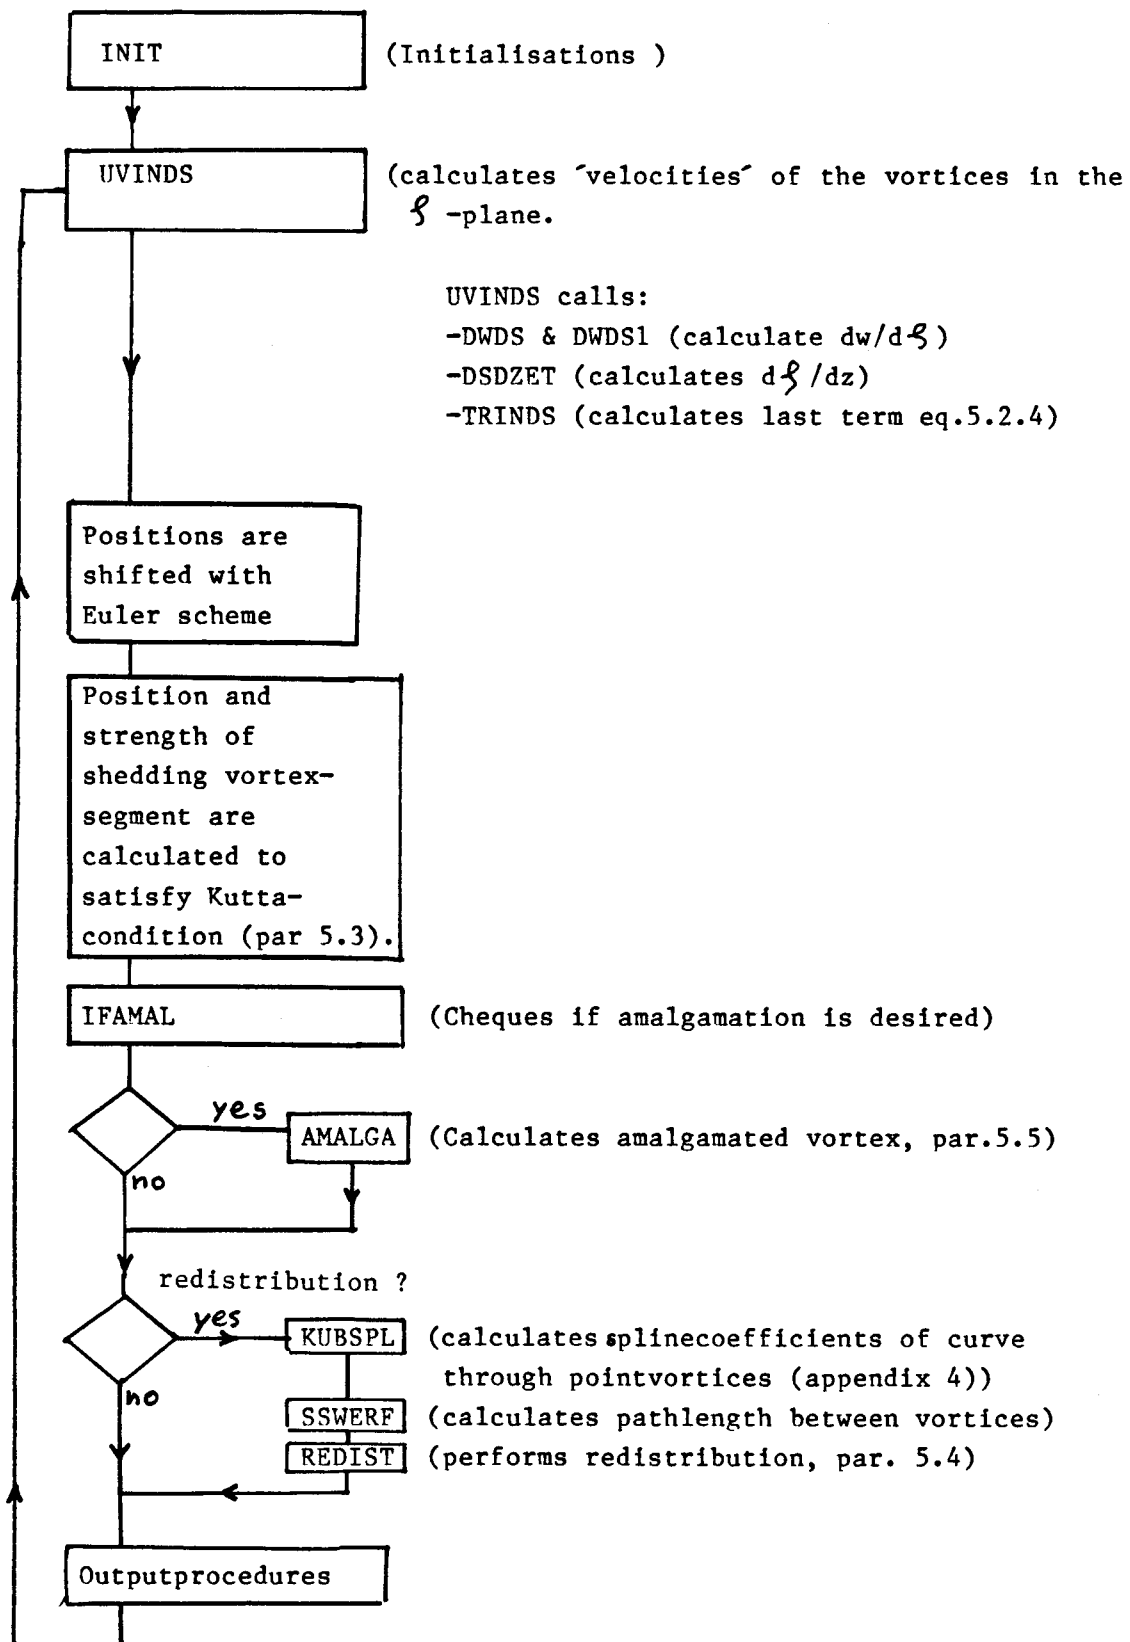 INIT (Initialisations )
UVINDS (calculates ´velocities´ of the vortices in the
ζ -plane.
UVINDS calls:
-DWDS & DWDS1 (calculate dw/dζ)
-DSDZET (calculates dζ/dz)
-TRINDS (calculates last term eq.5.2.4)
Positions are
shifted with
Euler scheme
Position and
strength of
shedding vortex-
segment are
calculated to
satisfy Kutta-
condition (par 5.3).
IFAMAL (Cheques if amalgamation is desired)
yes
AMALGA (Calculates amalgamated vortex, par.5.5)
no
redistribution ?
yes
KUBSPL (calculates splinecoefficients of curve
through pointvortices (appendix 4))
no
SSWERF (calculates pathlength between vortices)
REDIST (performs redistribution, par. 5.4)
Outputprocedures